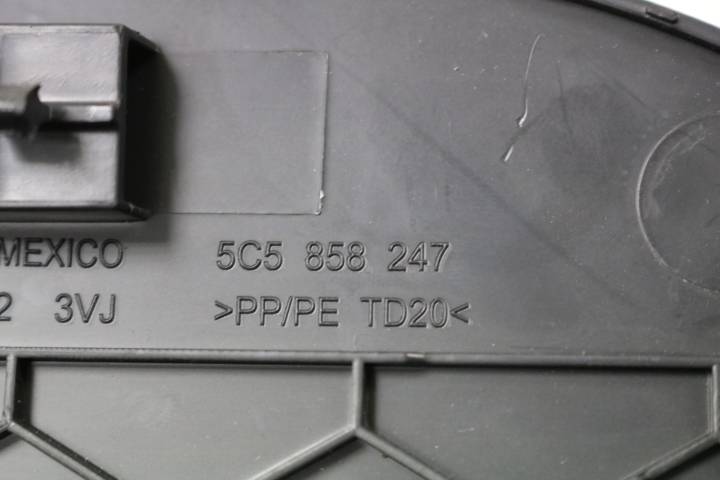 MEXICO 5C5 858 247
2 3VJ >PP/PE TD20<